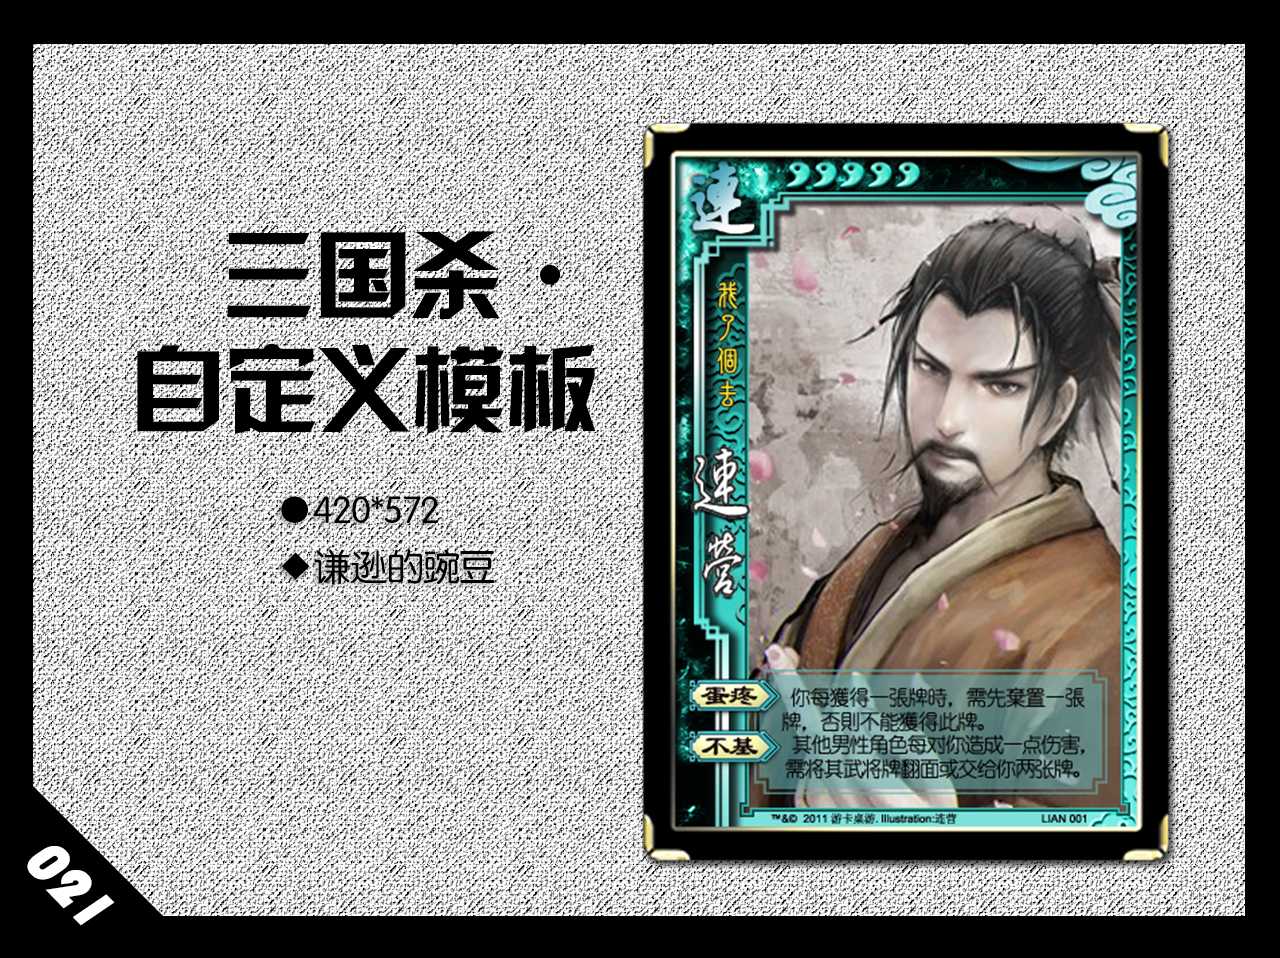 三国杀·
自定义模板
●420*572
◆谦逊的豌豆
021
連
我了個去
連營
蛋疼
你每獲得一張牌時，需先棄置一張
牌，否則不能獲得此牌。
不基
其他男性角色每对你造成一点伤害，
需将其武将牌翻面或交给你两张牌。
™&© 2011 游卡桌游. Illustration:连营
LIAN 001